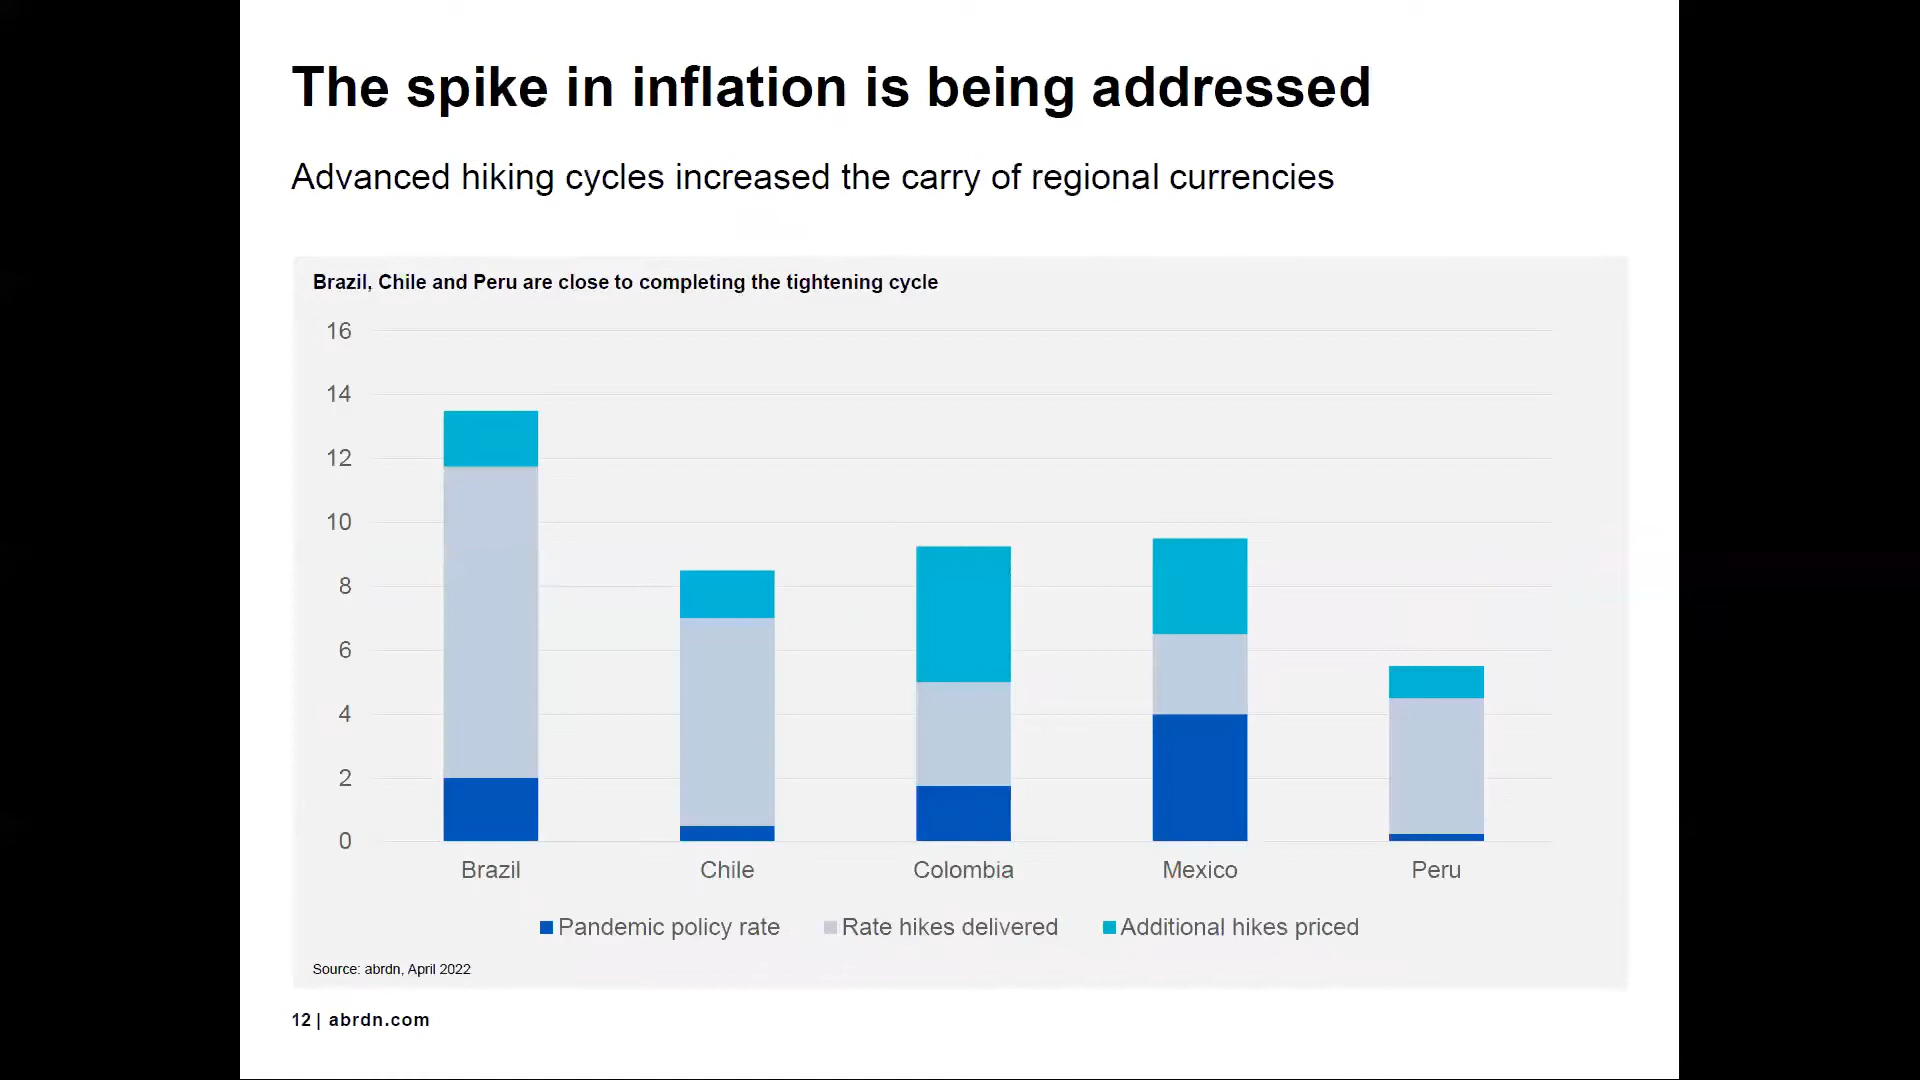 The spike in inflation is being addressed
Advanced hiking cycles increased the carry of regional currencies
Brazil, Chile and Peru are close to completing the tightening cycle
16
14
12
10
8
6
4
2
0
Brazil Chile Colombia Mexico Peru
Pandemic policy rate Rate hikes delivered Additional hikes priced
Source: abrdn, April 2022
12 | abrdn.com